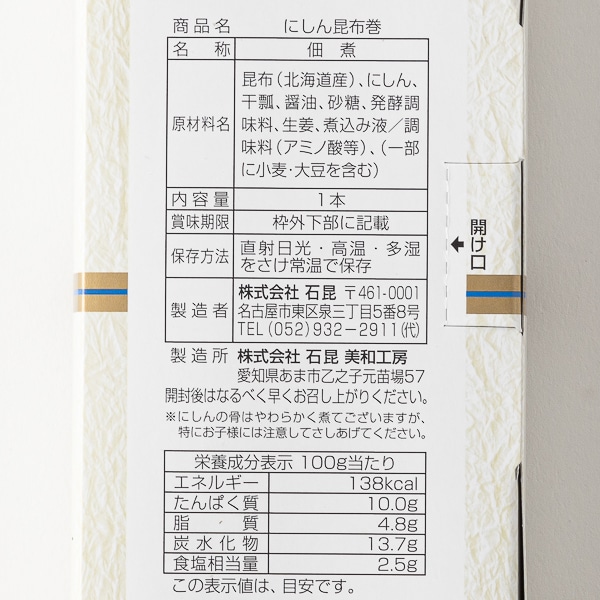 商品名 にしん昆布巻
名称 佃煮
原材料名 昆布（北海道産）、にしん、
干瓢、醤油、砂糖、発酵調
味料、生姜、煮込み液／調
味料（アミノ酸等）、（一部
に小麦・大豆を含む）
内容量 1本
賞味期限 枠外下部に記載
保存方法 直射日光・高温・多湿
をさけ常温で保存
製造者 株式会社 石昆 〒461-0001
名古屋市東区泉三丁目5番8号
TEL（052）932-2911(代)
製造所 株式会社 石昆 美和工房
愛知県あま市乙之子元苗場57
開封後はなるべく早くお召し上がりください。
※にしんの骨はやわらかく煮てございますが、
特にお子様には注意してさしあげてください。
栄養成分表示 100g当たり
エネルギー 138kcal
たんぱく質 10.0g
脂質 4.8g
炭水化物 13.7g
食塩相当量 2.5g
この表示値は、目安です。
開け口